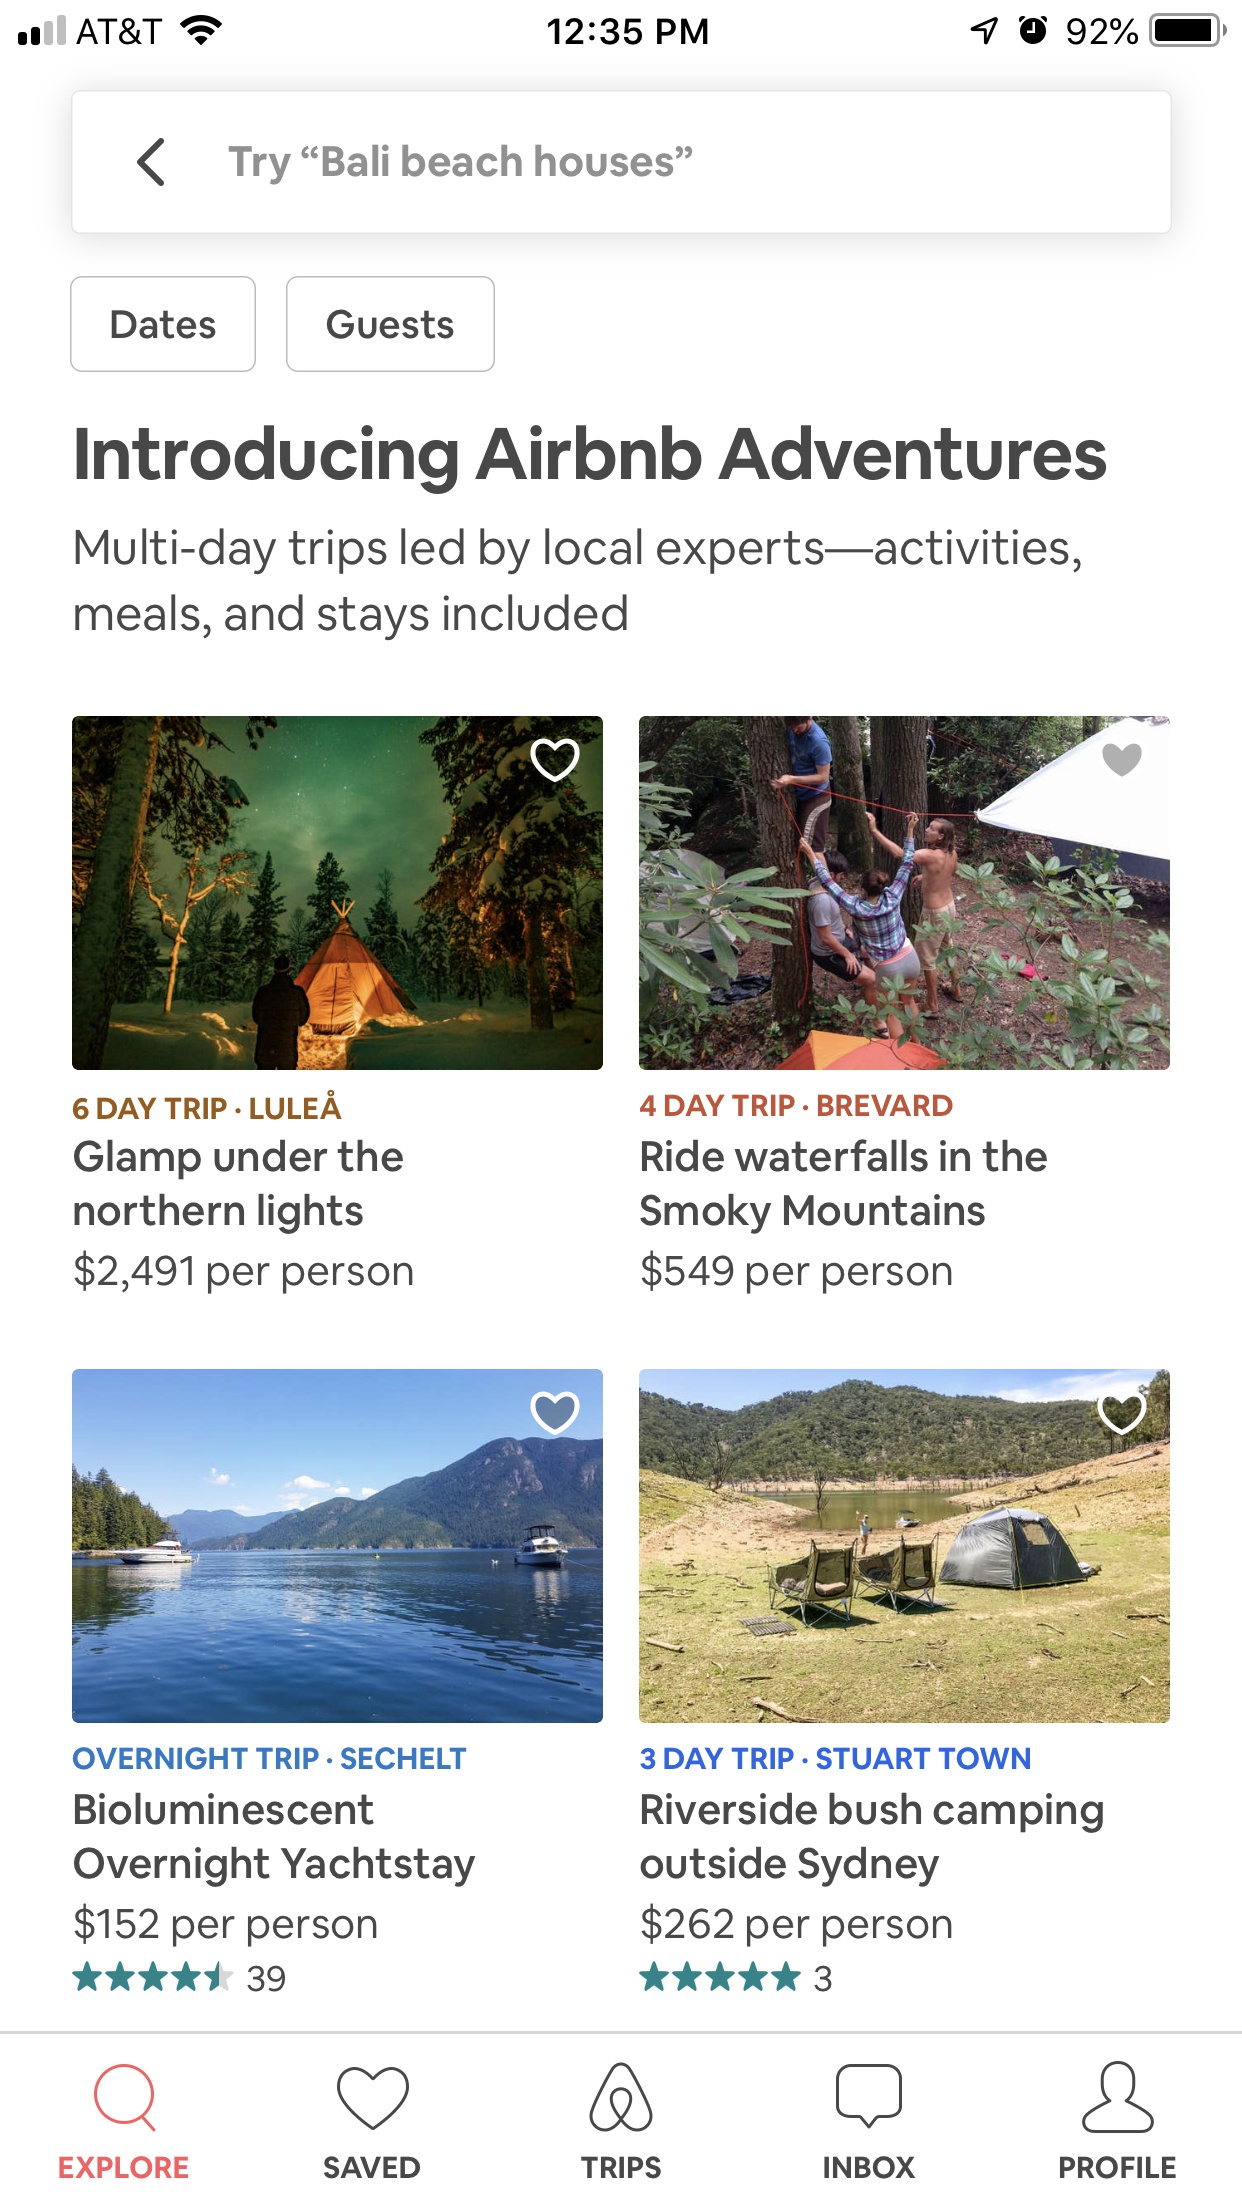 AT&T 12:35 PM 92%
Try “Bali beach houses”
Dates Guests
Introducing Airbnb Adventures
Multi-day trips led by local experts—activities,
meals, and stays included
6 DAY TRIP · LULEÅ
Glamp under the
northern lights
$2,491 per person
4 DAY TRIP · BREVARD
Ride waterfalls in the
Smoky Mountains
$549 per person
OVERNIGHT TRIP · SECHELT
Bioluminescent
Overnight Yachtstay
$152 per person
39
3 DAY TRIP · STUART TOWN
Riverside bush camping
outside Sydney
$262 per person
3
EXPLORE SAVED TRIPS INBOX PROFILE